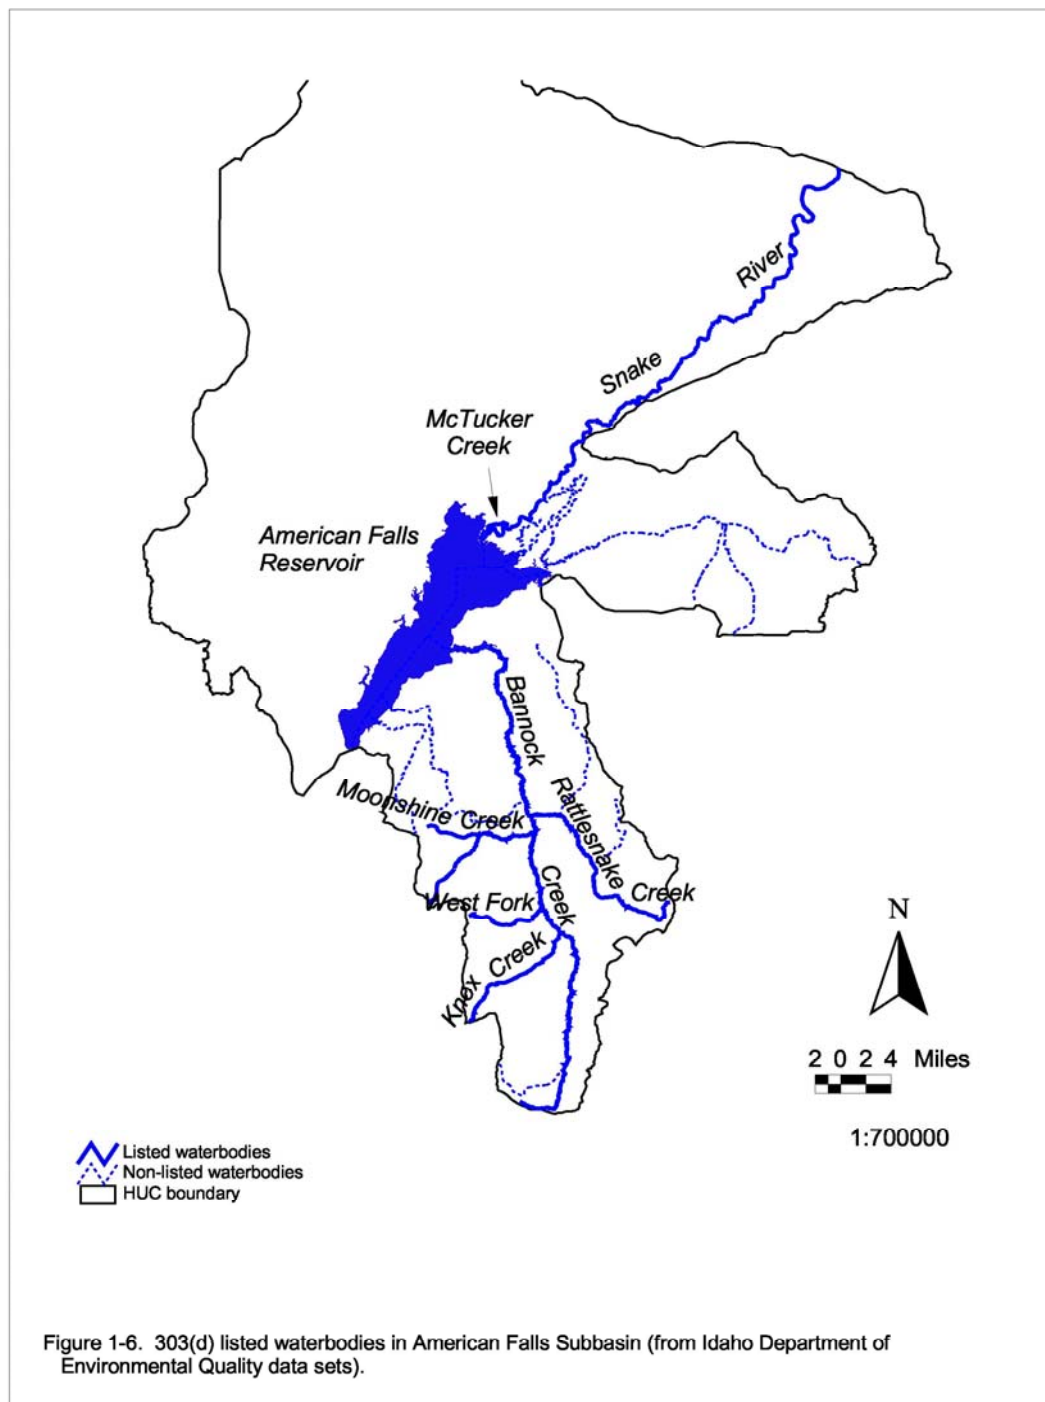 River
Snake
McTucker
Creek
American Falls
Reservoir
Bannock
Creek
Moonshine Creek
Rattlesnake
Creek
West Fork
Knox Creek
N
2 0 2 4 Miles
1:700000
Listed waterbodies
Non-listed waterbodies
HUC boundary
Figure 1-6. 303(d) listed waterbodies in American Falls Subbasin (from Idaho Department of
Environmental Quality data sets).